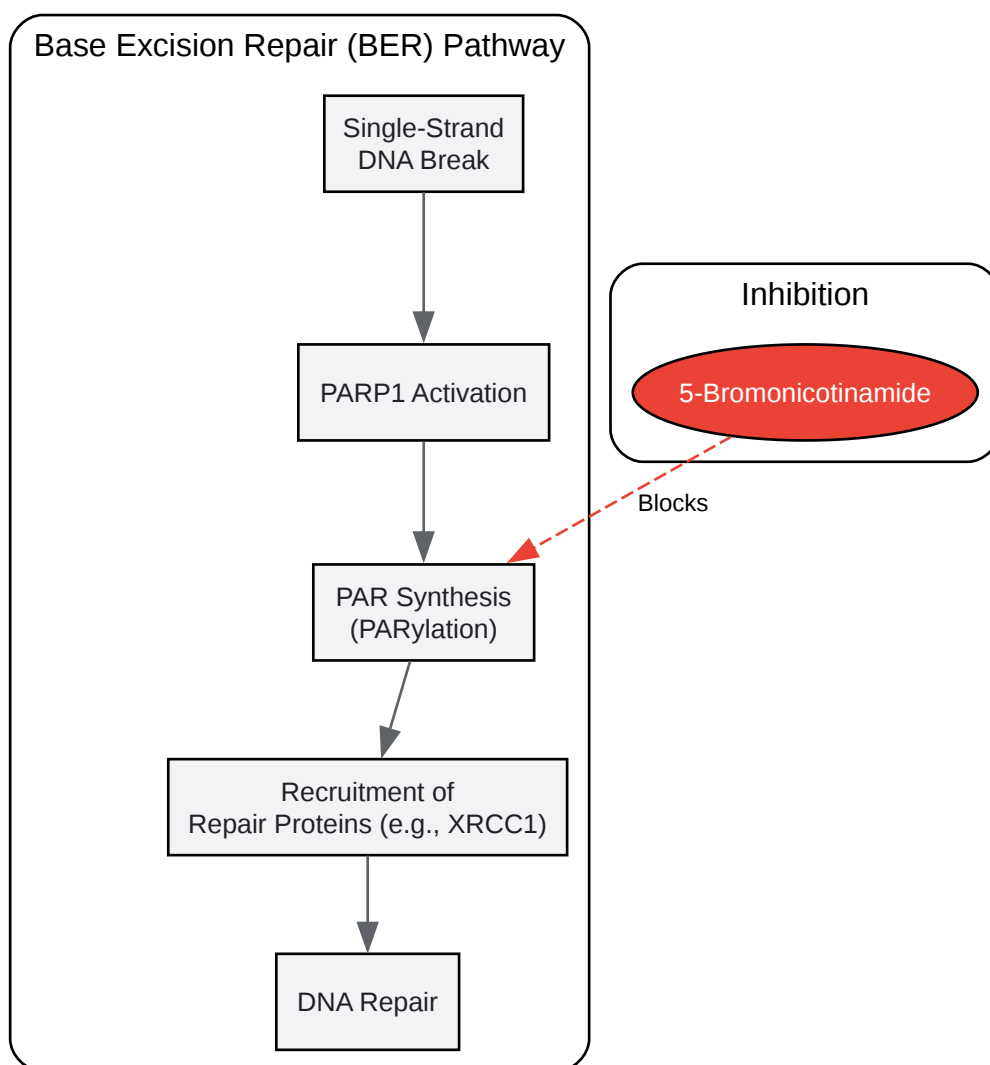 Base Excision Repair (BER) Pathway
Single-Strand
DNA Break
Inhibition
PARP1 Activation
5-Bromonicotinamide
Blocks
PAR Synthesis
(PARylation)
Recruitment of
Repair Proteins (e.g., XRCC1)
DNA Repair